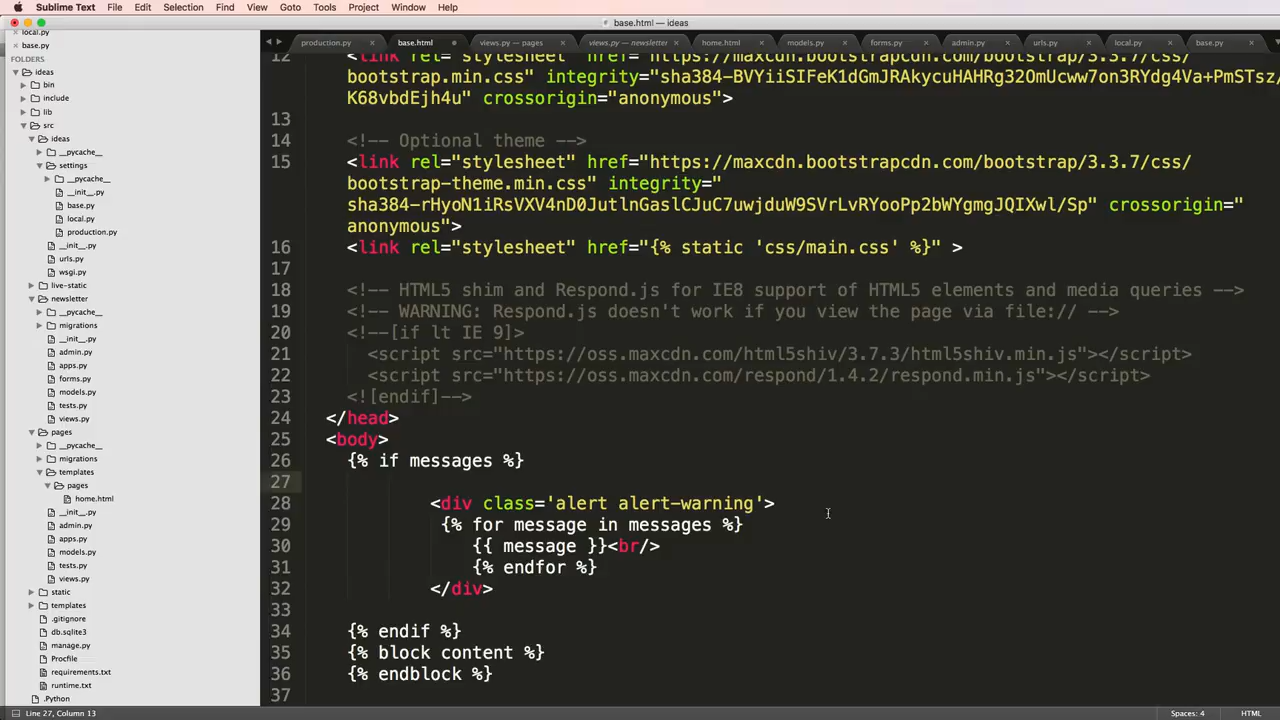 Sublime Text File Edit Selection Find View Goto Tools Project Window Help
base.html — ideas
local.py
base.py
FOLDERS
ideas
bin
include
lib
src
ideas
__pycache__
settings
__pycache__
__init__.py
base.py
local.py
production.py
__init__.py
urls.py
wsgi.py
live-static
newsletter
__pycache__
migrations
__init__.py
admin.py
apps.py
forms.py
models.py
tests.py
views.py
pages
__pycache__
migrations
templates
pages
home.html
__init__.py
admin.py
apps.py
models.py
tests.py
views.py
static
templates
.gitignore
db.sqlite3
manage.py
Procfile
requirements.txt
runtime.txt
.Python
production.py base.html views.py — pages views.py — newsletter home.html models.py forms.py admin.py urls.py local.py base.py
12 <link rel="stylesheet" href="https://maxcdn.bootstrapcdn.com/bootstrap/3.3.7/css/
bootstrap.min.css" integrity="sha384-BVYiiSIFeK1dGmJRAkycuHAHRg32OmUcww7on3RYdg4Va+PmSTsz/
K68vbdEjh4u" crossorigin="anonymous">
13
14 <!-- Optional theme -->
15 <link rel="stylesheet" href="https://maxcdn.bootstrapcdn.com/bootstrap/3.3.7/css/
bootstrap-theme.min.css" integrity="
sha384-rHyoN1iRsVXV4nD0JutlnGaslCJuC7uwjduW9SVrLvRYooPp2bWYgmgJQIXwl/Sp" crossorigin="
anonymous">
16 <link rel="stylesheet" href="{% static 'css/main.css' %}" >
17
18 <!-- HTML5 shim and Respond.js for IE8 support of HTML5 elements and media queries -->
19 <!-- WARNING: Respond.js doesn't work if you view the page via file:// -->
20 <!--[if lt IE 9]>
21 <script src="https://oss.maxcdn.com/html5shiv/3.7.3/html5shiv.min.js"></script>
22 <script src="https://oss.maxcdn.com/respond/1.4.2/respond.min.js"></script>
23 <![endif]-->
24 </head>
25 <body>
26 {% if messages %}
27
28 <div class='alert alert-warning'>
29 {% for message in messages %}
30 {{ message }}<br/>
31 {% endfor %}
32 </div>
33
34 {% endif %}
35 {% block content %}
36 {% endblock %}
37
Line 27, Column 13
Spaces: 4 HTML